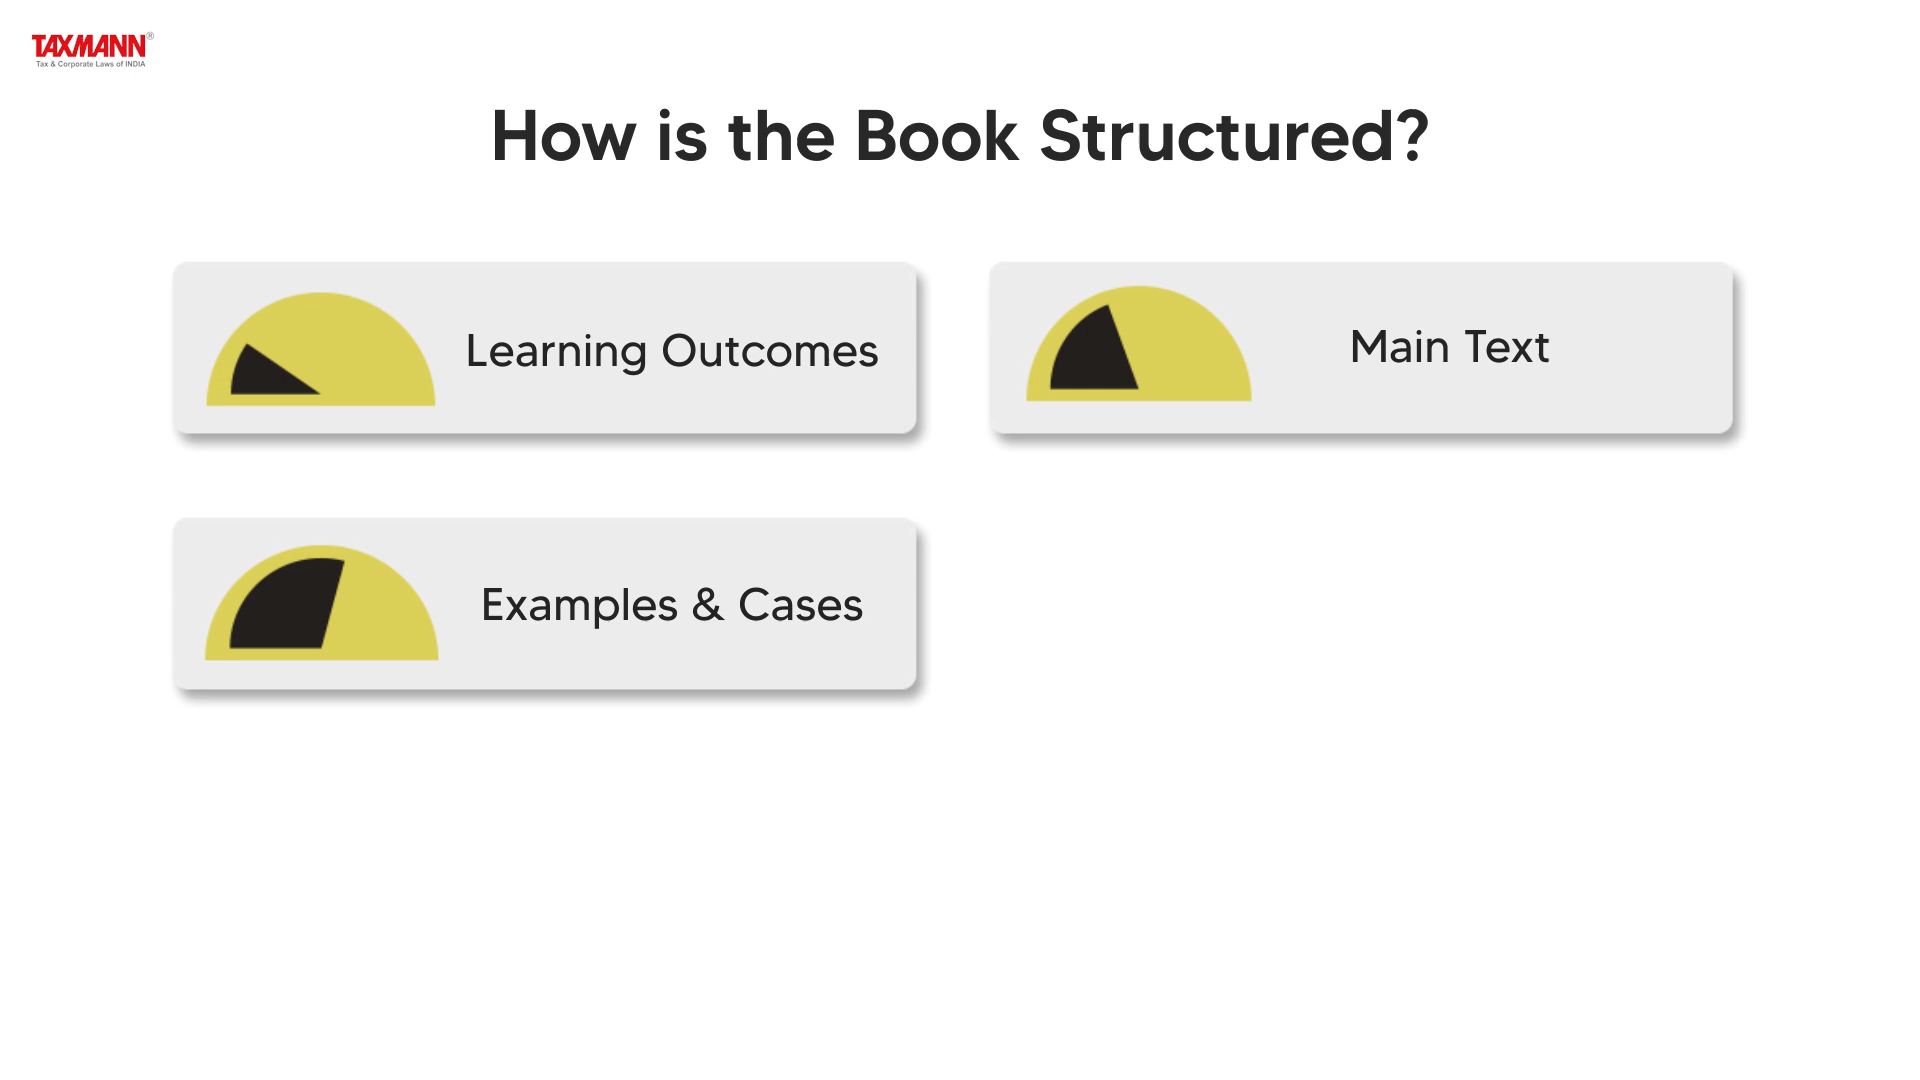 TAXMANN®
Tax & Corporate Laws of INDIA
How is the Book Structured?
Learning Outcomes
Main Text
Examples & Cases